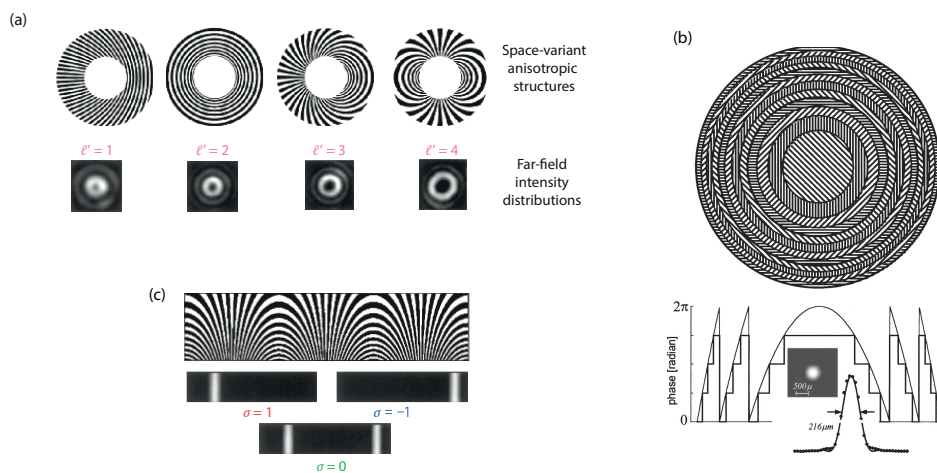 (a)
Space-variant
anisotropic
structures
ℓ' = 1
ℓ' = 2
ℓ' = 3
ℓ' = 4
Far-field
intensity
distributions
(b)
2π
phase [radian]
0
500μ
216μm
(c)
σ = 1
σ = −1
σ = 0